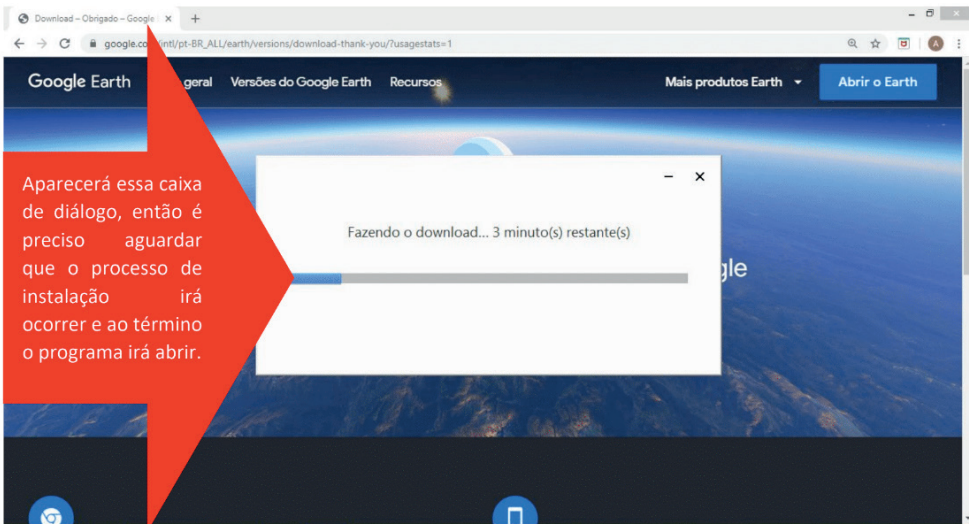 Download – Obrigado – Google
google.co
intl/pt-BR_ALL/earth/versions/download-thank-you/?usagestats=1
A
Google Earth
geral
Versões do Google Earth
Recursos
Mais produtos Earth
Abrir o Earth
Fazendo o download... 3 minuto(s) restante(s)
Aparecerá essa caixa
de diálogo, então é
preciso aguardar
que o processo de
instalação irá
ocorrer e ao término
o programa irá abrir.
gle